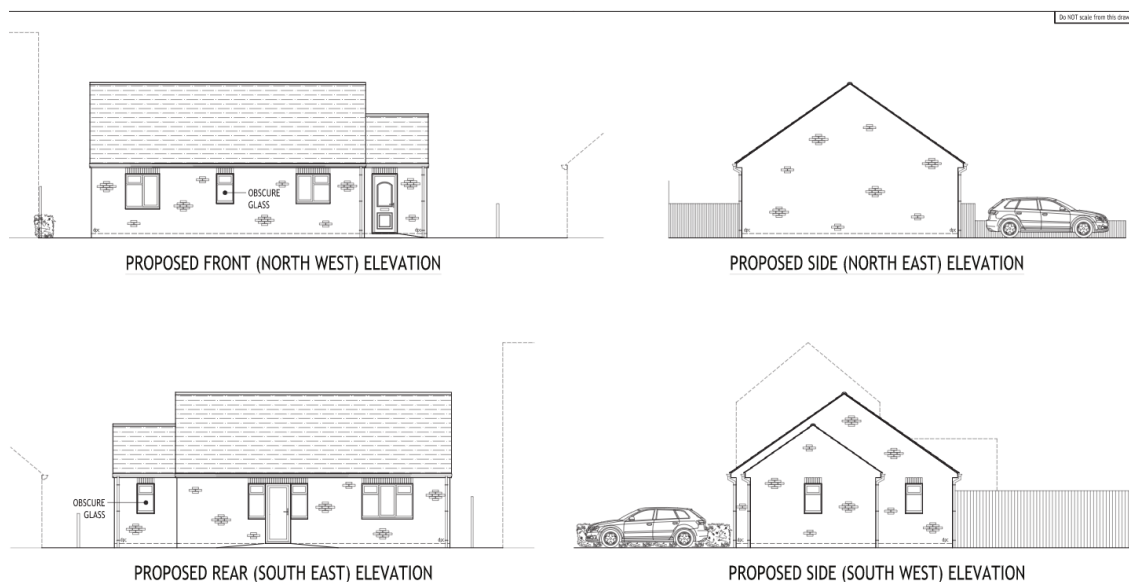 Do NOT scale from this draw
OBSCURE
GLASS
PROPOSED FRONT (NORTH WEST) ELEVATION
PROPOSED SIDE (NORTH EAST) ELEVATION
OBSCURE
GLASS
PROPOSED REAR (SOUTH EAST) ELEVATION
PROPOSED SIDE (SOUTH WEST) ELEVATION